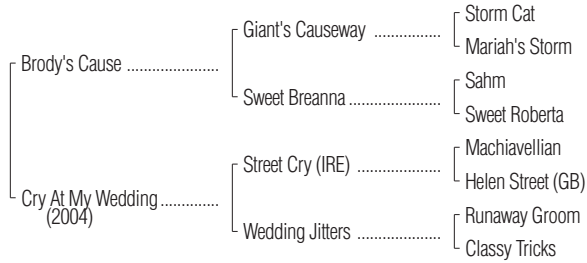 Storm Cat
Giant's Causeway ..................
Mariah's Storm
Brody's Cause .....................
Sahm
Sweet Breanna .....................
Sweet Roberta
Machiavellian
Street Cry (IRE) ...................
Helen Street (GB)
Cry At My Wedding .............
(2004)
Runaway Groom
Wedding Jitters ....................
Classy Tricks